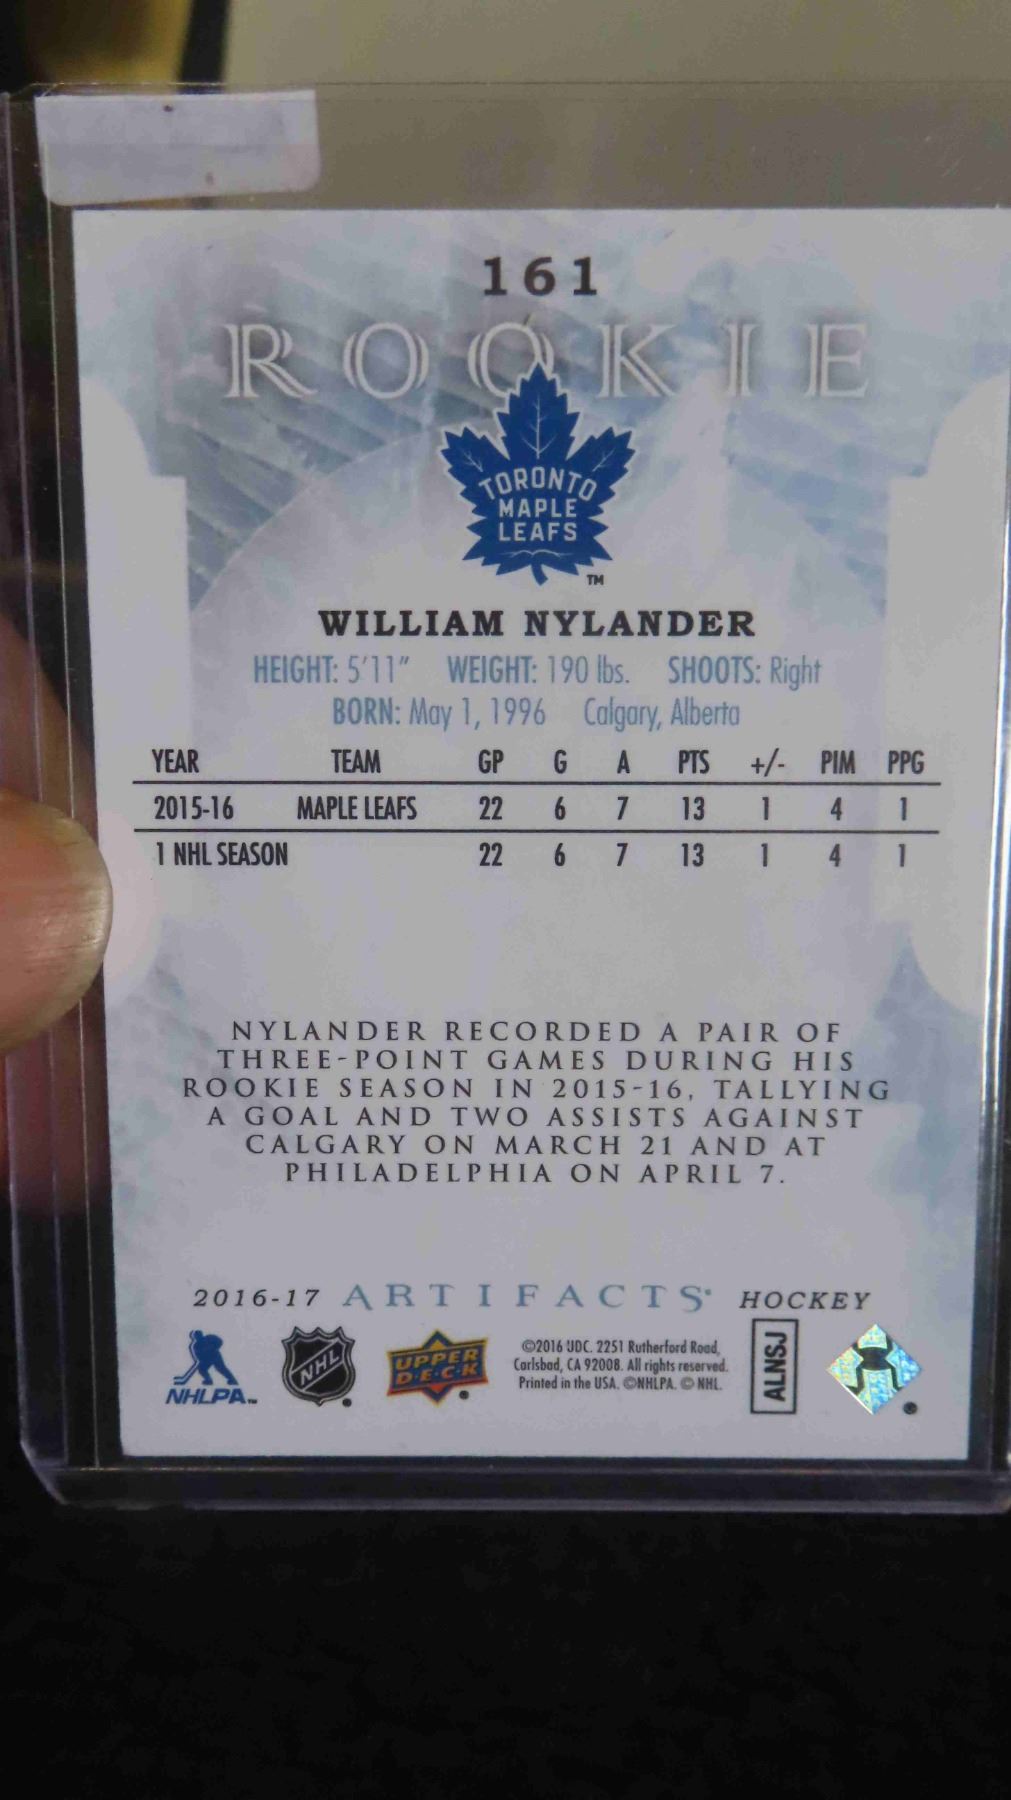 161
ROOKIE
TORONTO
MAPLE
LEAFS
TM
WILLIAM NYLANDER
HEIGHT: 5'11" WEIGHT: 190 lbs. SHOOTS: Right
BORN: May 1, 1996 Calgary, Alberta
YEAR TEAM GP G A PTS +/- PIM PPG
2015-16 MAPLE LEAFS 22 6 7 13 1 4 1
1 NHL SEASON 22 6 7 13 1 4 1
NYLANDER RECORDED A PAIR OF
THREE-POINT GAMES DURING HIS
ROOKIE SEASON IN 2015-16, TALLYING
A GOAL AND TWO ASSISTS AGAINST
CALGARY ON MARCH 21 AND AT
PHILADELPHIA ON APRIL 7.
2016-17 ARTIFACTS HOCKEY
NHLPA™
NHL
UPPER
D·E·C·K
©2016 UDC. 2251 Rutherford Road,
Carlsbad, CA 92008. All rights reserved.
Printed in the USA. ©NHLPA. © NHL.
ALNSJ